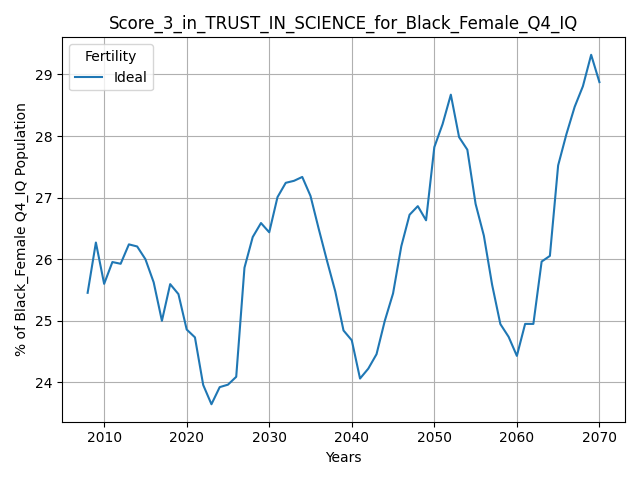 Score_3_in_TRUST_IN_SCIENCE_for_Black_Female_Q4_IQ
Fertility
Ideal
% of Black_Female Q4_IQ Population
29
28
27
26
25
24
2010 2020 2030 2040 2050 2060 2070
Years